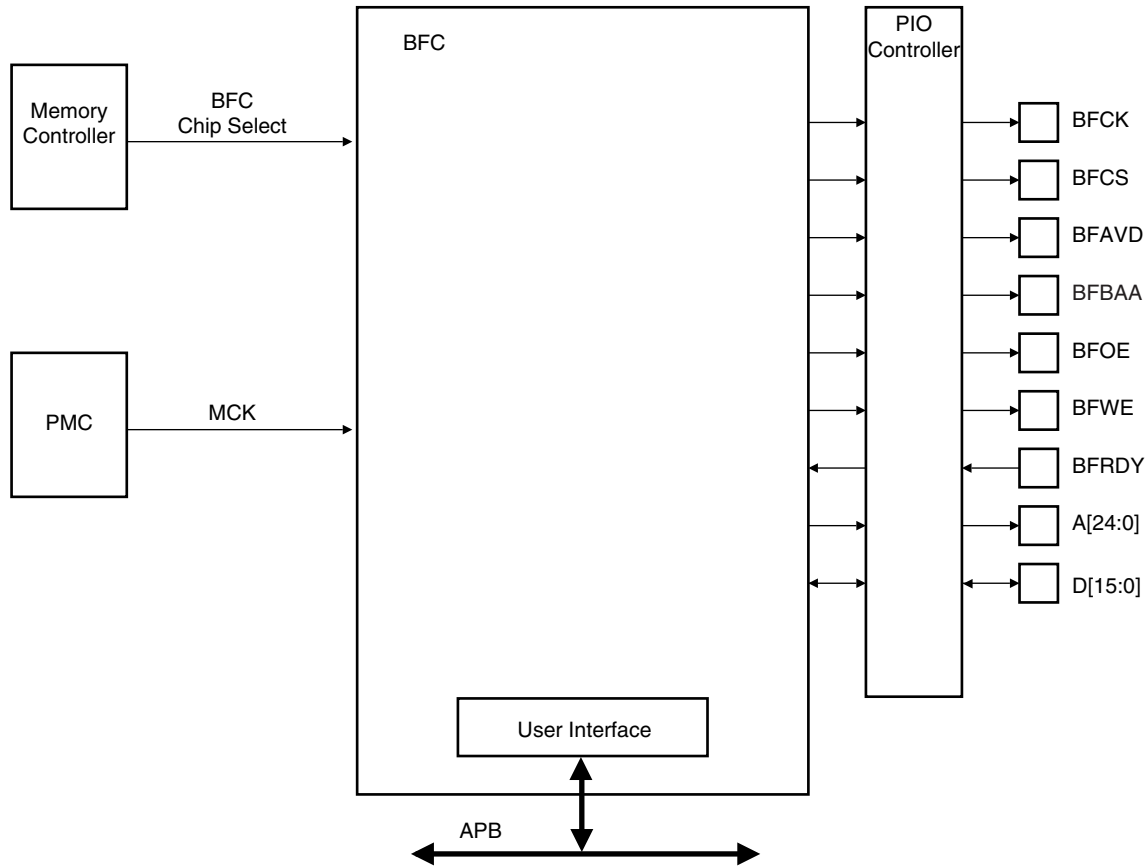 BFC
PIO
Controller
Memory
Controller
BFC
Chip Select
PMC
MCK
BFCK
BFCS
BFAVD
BFBAA
BFOE
BFWE
BFRDY
A[24:0]
D[15:0]
User Interface
APB